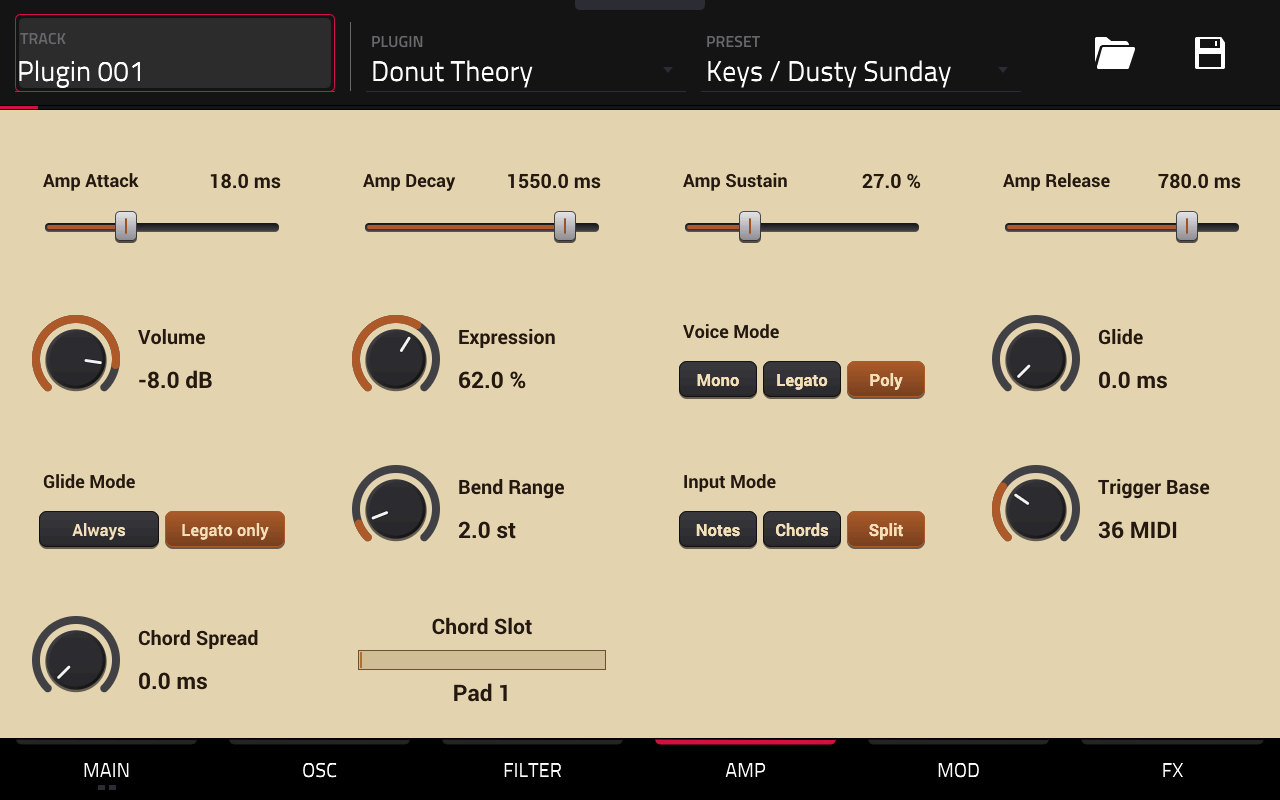 TRACK
Plugin 001
PLUGIN
Donut Theory
PRESET
Keys / Dusty Sunday
Amp Attack 18.0 ms
Amp Decay 1550.0 ms
Amp Sustain 27.0 %
Amp Release 780.0 ms
Volume
-8.0 dB
Expression
62.0 %
Voice Mode
Mono Legato Poly
Glide
0.0 ms
Glide Mode
Always Legato only
Bend Range
2.0 st
Input Mode
Notes Chords Split
Trigger Base
36 MIDI
Chord Spread
0.0 ms
Chord Slot
Pad 1
MAIN OSC FILTER AMP MOD FX